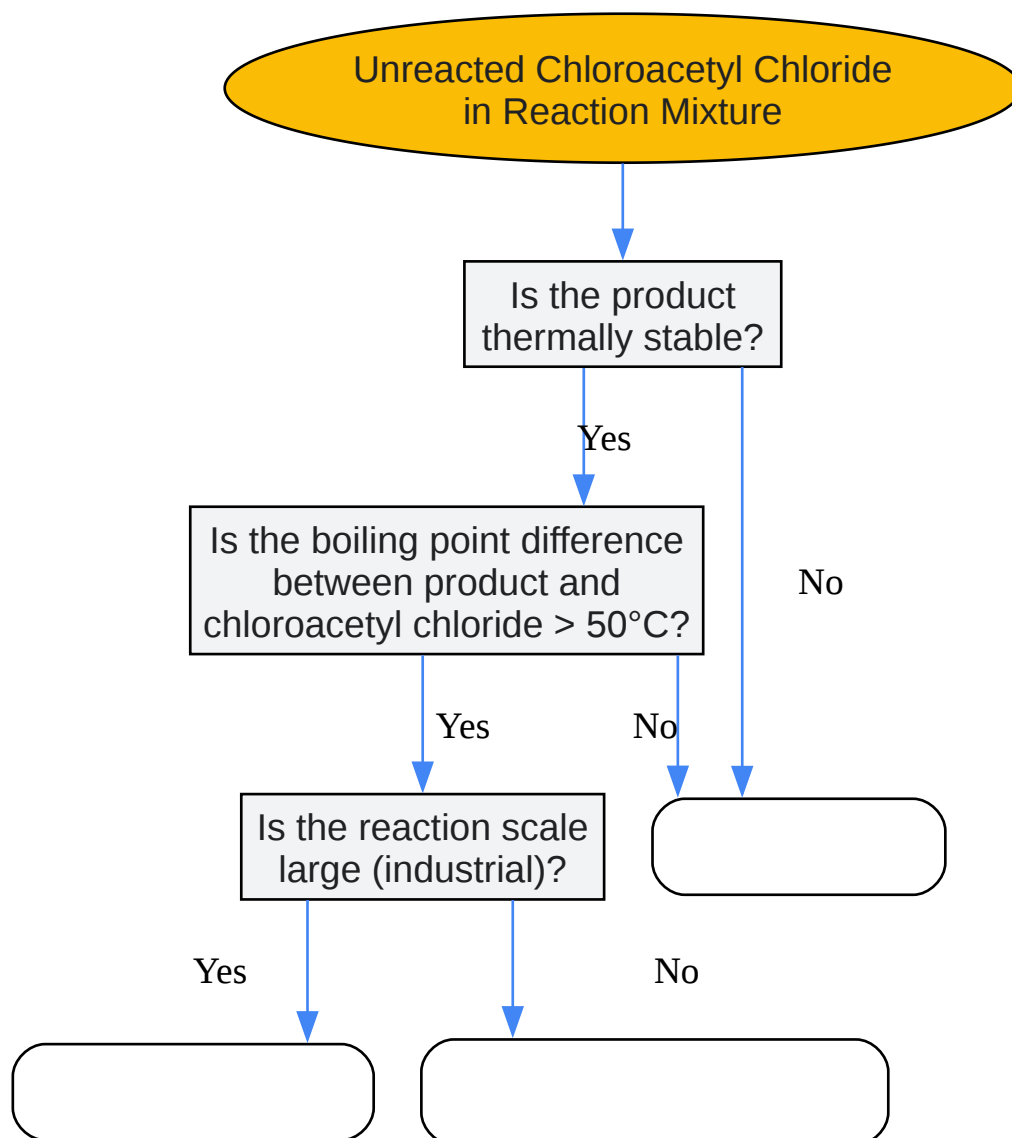 Unreacted Chloroacetyl Chloride
in Reaction Mixture
Is the product
thermally stable?
Yes
No
Is the boiling point difference
between product and
chloroacetyl chloride > 50°C?
Yes
No
Is the reaction scale
large (industrial)?
Yes
No